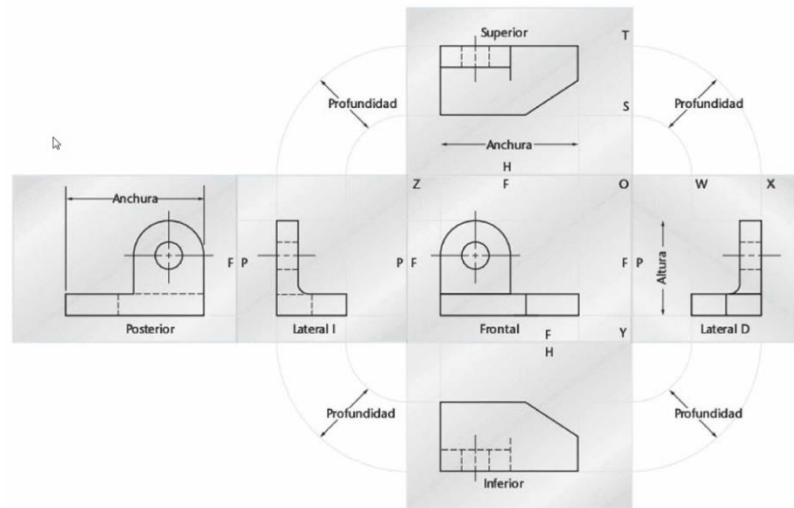 Superior
T
Profundidad
Profundidad
S
Anchura
H
Z
F
O
W
X
Anchura
F
P
P
F
F
P
Altura
Posterior
Lateral I
Frontal
Lateral D
F
Y
H
Profundidad
Profundidad
Inferior